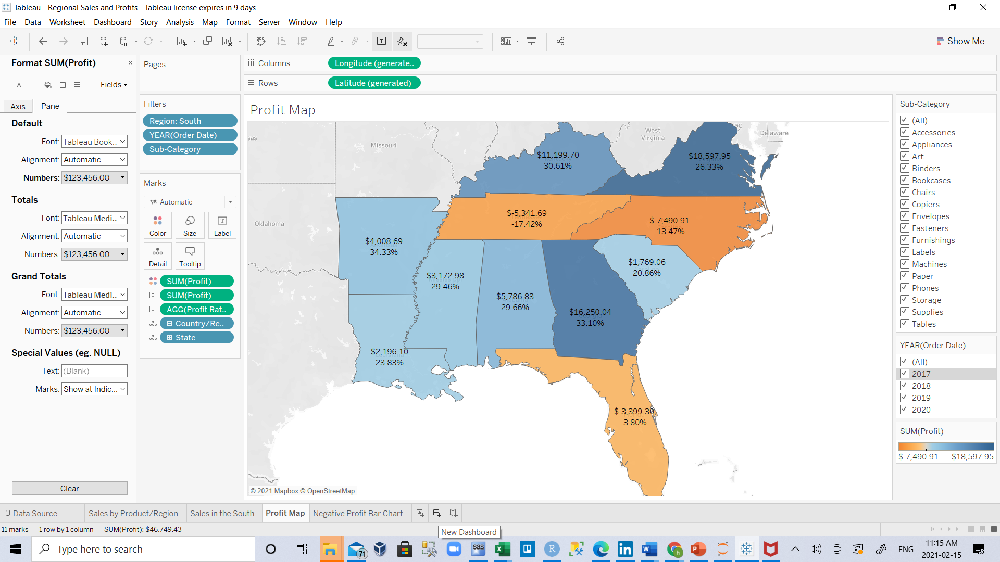 Tableau - Regional Sales and Profits - Tableau license expires in 9 days
File Data Worksheet Dashboard Story Analysis Map Format Server Window Help
Show Me
Format SUM(Profit)
Fields
Axis Pane
Default
Font: Tableau Book..
Alignment: Automatic
Numbers: $123,456.00
Totals
Font: Tableau Medi..
Alignment: Automatic
Numbers: $123,456.00
Grand Totals
Font: Tableau Medi..
Alignment: Automatic
Numbers: $123,456.00
Special Values (eg. NULL)
Text: (Blank)
Marks: Show at Indic...
Clear
Pages
Filters
Region: South
YEAR(Order Date)
Sub-Category
Marks
Automatic
Color Size Label
Detail Tooltip
SUM(Profit)
SUM(Profit)
AGG(Profit Rat..
Country/Re..
State
Columns Longitude (generate..
Rows Latitude (generated)
Profit Map
sas
Missouri
West
Virginia
DC
Delaware
Oklahoma
$11,199.70
30.61%
$18,597.95
26.33%
$-5,341.69
-17.42%
$-7,490.91
-13.47%
$4,008.69
34.33%
$1,769.06
20.86%
$3,172.98
29.46%
$5,786.83
29.66%
$16,250.04
33.10%
$2,196.10
23.83%
$-3,399.30
-3.80%
© 2021 Mapbox © OpenStreetMap
Sub-Category
(All)
Accessories
Appliances
Art
Binders
Bookcases
Chairs
Copiers
Envelopes
Fasteners
Furnishings
Labels
Machines
Paper
Phones
Storage
Supplies
Tables
YEAR(Order Date)
(All)
2017
2018
2019
2020
SUM(Profit)
$-7,490.91 $18,597.95
Data Source Sales by Product/Region Sales in the South Profit Map Negative Profit Bar Chart
11 marks 1 row by 1 column SUM(Profit): $46,749.43
New Dashboard
Type here to search
71
sas
ENG
11:15 AM
2021-02-15